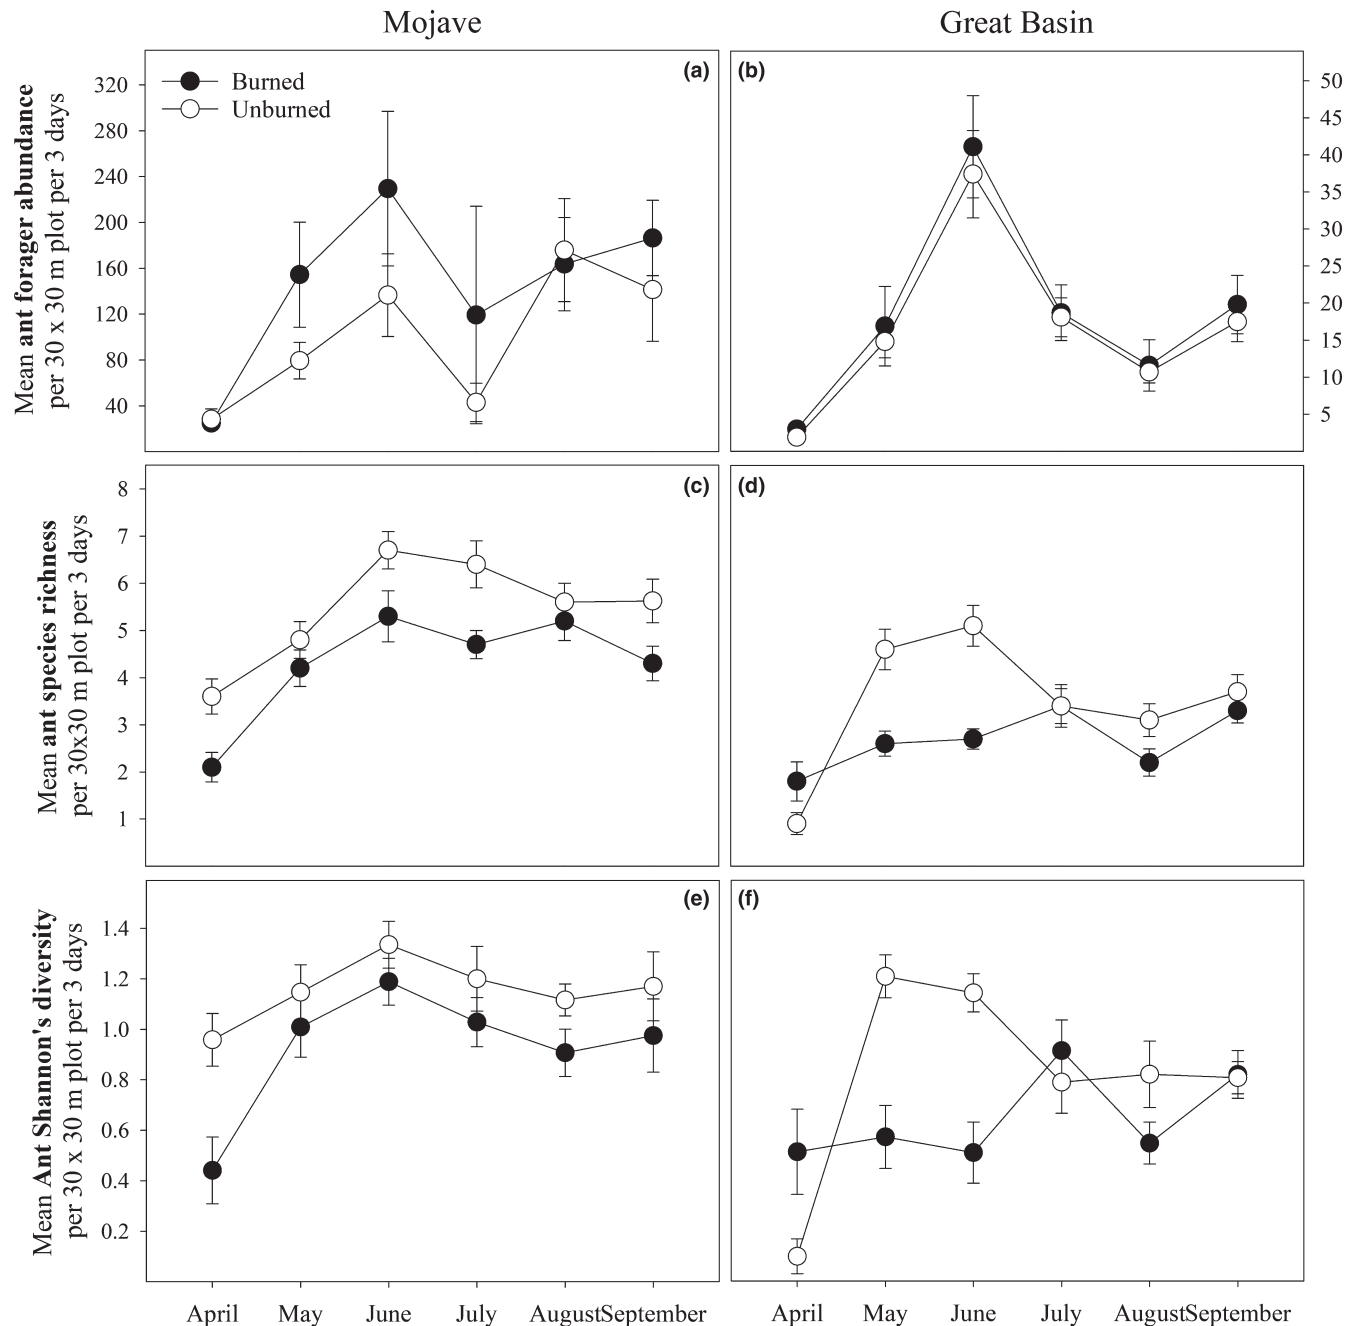 Mojave
Great Basin
Mean ant forager abundance
per 30 x 30 m plot per 3 days
320
280
240
200
160
120
80
40
Burned
Unburned
(a)
(b)
50
45
40
35
30
25
20
15
10
5
Mean ant species richness
per 30x30 m plot per 3 days
8
7
6
5
4
3
2
1
(c)
(d)
Mean Ant Shannon's diversity
per 30 x 30 m plot per 3 days
1.4
1.2
1.0
0.8
0.6
0.4
0.2
(e)
(f)
April May June July August September
April May June July August September